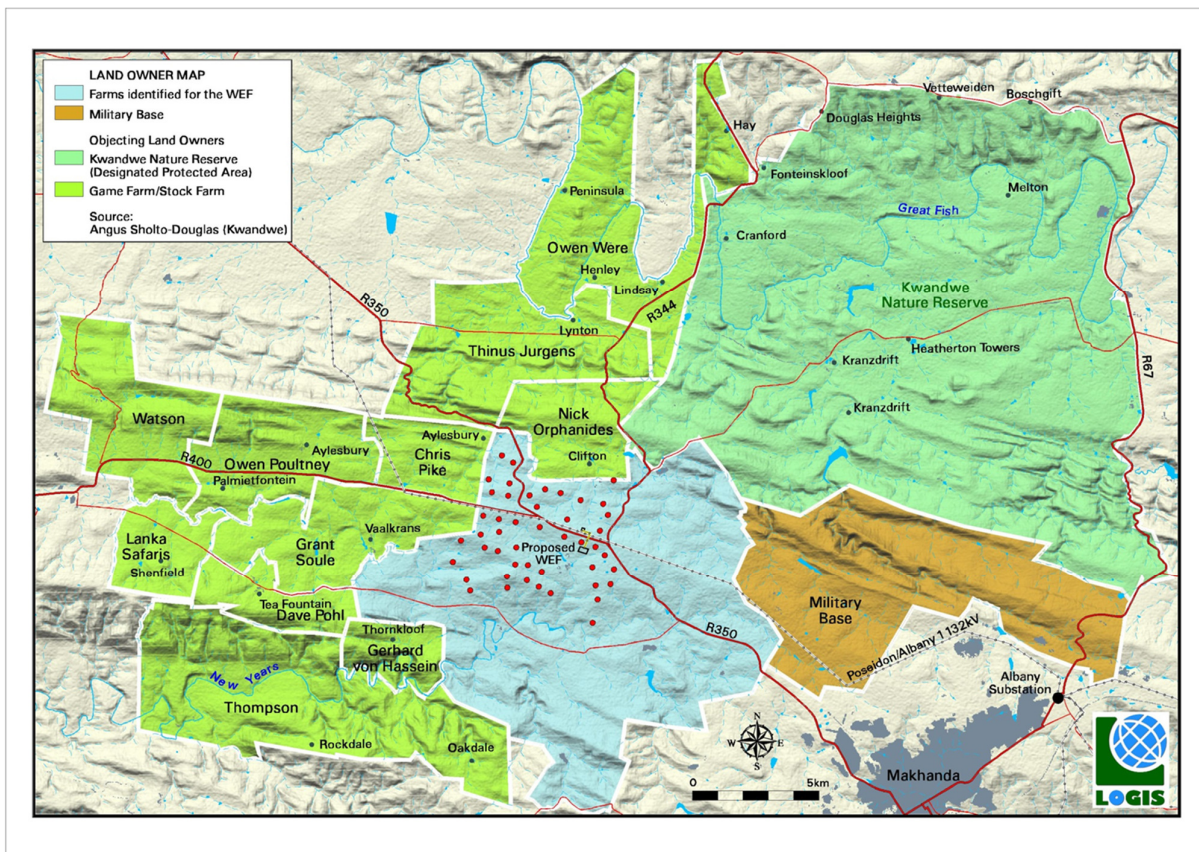 LAND OWNER MAP
Farms identified for the WEF
Military Base
Objecting Land Owners
Kwandwe Nature Reserve
(Designated Protected Area)
Game Farm/Stock Farm
Source:
Angus Sholto-Douglas (Kwandwe)
Vetteweiden
Boschgift
Douglas Heights
Hay
Fonteinskloof
Peninsula
Melton
Great Fish
Cranford
Owen Were
Henley
Lindsay
Kwandwe
Nature Reserve
R350
R344
Lynton
Thinus Jurgens
Heatherton Towers
Kranzdrift
R67
Kranzdrift
Watson
Nick
Orphanides
Aylesbury
Aylesbury
Chris
Pike
Clifton
R400
Owen Poultney
Palmietfontein
Vaalkrans
Lanka
Safaris
Shenfield
Grant
Soule
Proposed
WEF
Tea Fountain
Dave Pohl
Military
Base
Thornkloof
Gerhard
von Hassein
R350
Poseidon/Albany 1 132kV
New Years
Thompson
Albany
Substation
Rockdale
Oakdale
N
W
E
S
0
5km
Makhanda
LOGIS